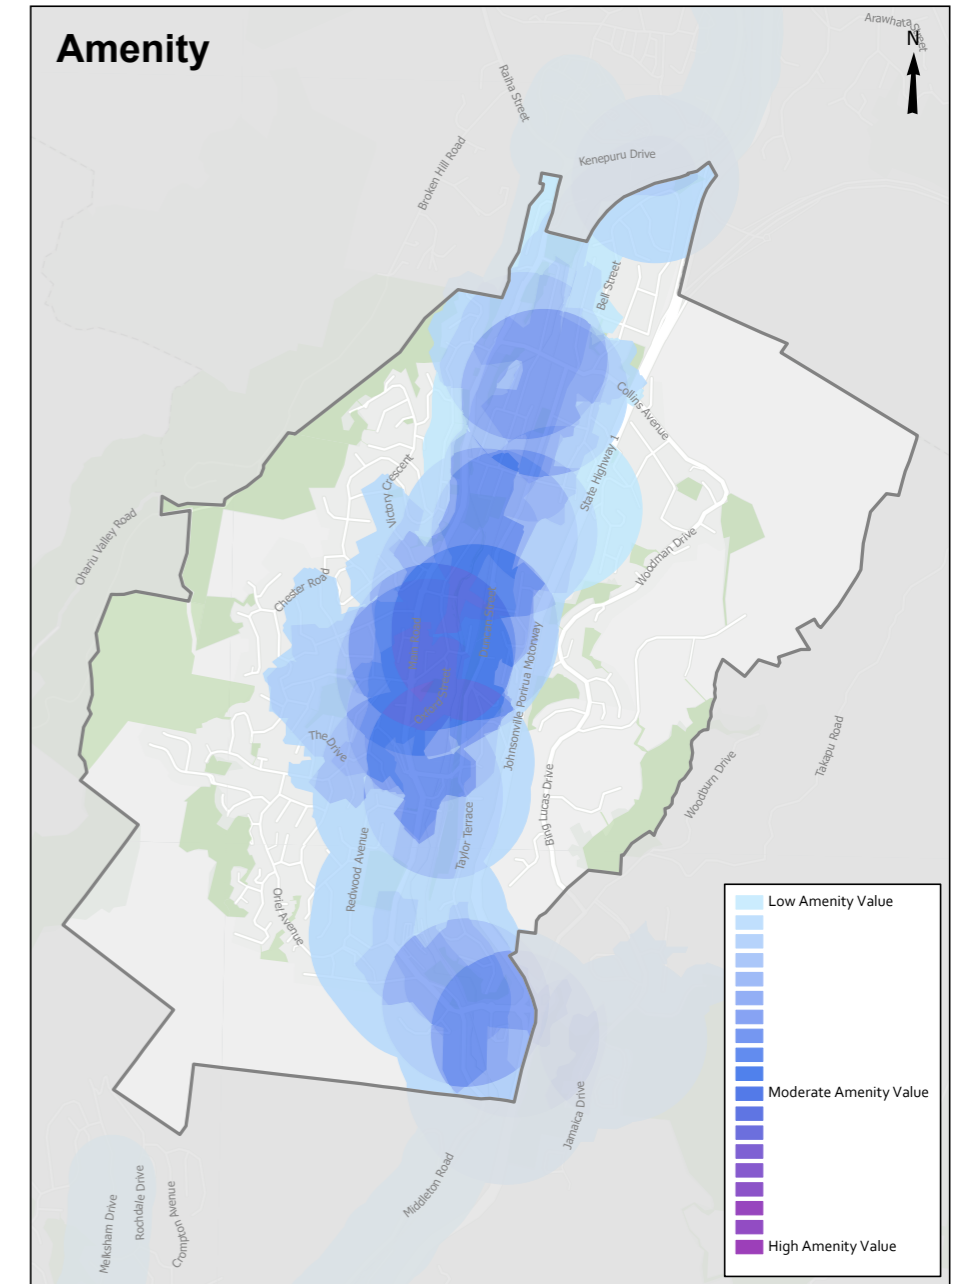 Amenity
Arawhata Street
N
Raiha Street
Kenepuru Drive
Broken Hill Road
Bell Street
Collins Avenue
Victory Crescent
State Highway 1
Ohariu Valley Road
Woodman Drive
Chester Road
Main Road
Johnsonville Porirua Motorway
The Drive
Takapu Road
Woodburn Drive
Bing Lucas Drive
Taylor Terrace
Redwood Avenue
Oriel Avenue
Jamaica Drive
Middleton Road
Rochdale Drive
Melksham Drive
Crompton Avenue
Low Amenity Value
Moderate Amenity Value
High Amenity Value